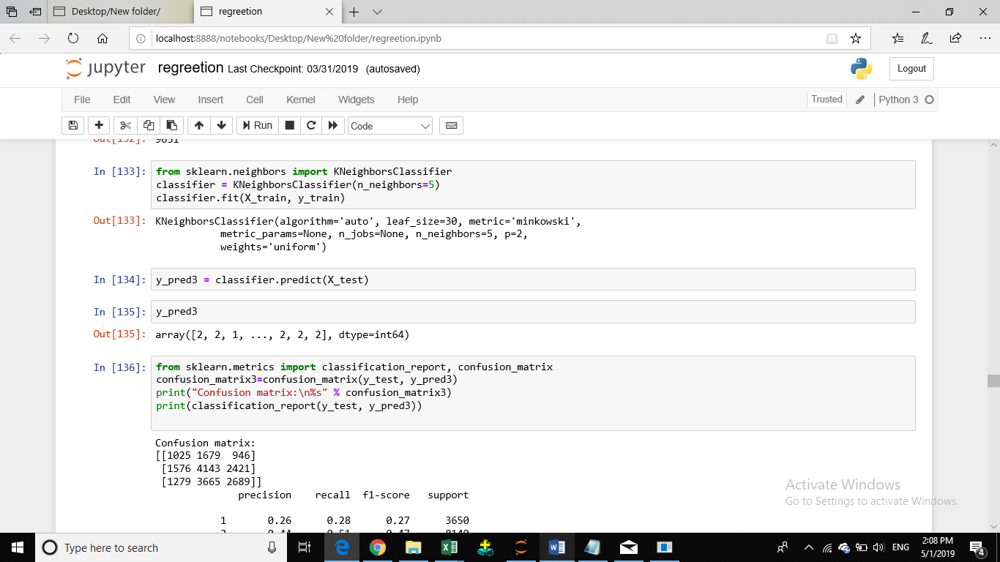 Desktop/New folder/
regreetion
localhost:8888/notebooks/Desktop/New%20folder/regreetion.ipynb
jupyter regreetion Last Checkpoint: 03/31/2019 (autosaved)
Logout
File Edit View Insert Cell Kernel Widgets Help
Trusted Python 3
Run Code
Out[132]: 9651
In [133]: from sklearn.neighbors import KNeighborsClassifier
classifier = KNeighborsClassifier(n_neighbors=5)
classifier.fit(X_train, y_train)
Out[133]: KNeighborsClassifier(algorithm='auto', leaf_size=30, metric='minkowski',
metric_params=None, n_jobs=None, n_neighbors=5, p=2,
weights='uniform')
In [134]: y_pred3 = classifier.predict(X_test)
In [135]: y_pred3
Out[135]: array([2, 2, 1, ..., 2, 2, 2], dtype=int64)
In [136]: from sklearn.metrics import classification_report, confusion_matrix
confusion_matrix3=confusion_matrix(y_test, y_pred3)
print("Confusion matrix:\n%s" % confusion_matrix3)
print(classification_report(y_test, y_pred3))
Confusion matrix:
[[1025 1679  946]
[1576 4143 2421]
[1279 3665 2689]]
precision recall f1-score support
1 0.26 0.28 0.27 3650
Activate Windows
Go to Settings to activate Windows.
Type here to search
ENG
2:08 PM
5/1/2019
4